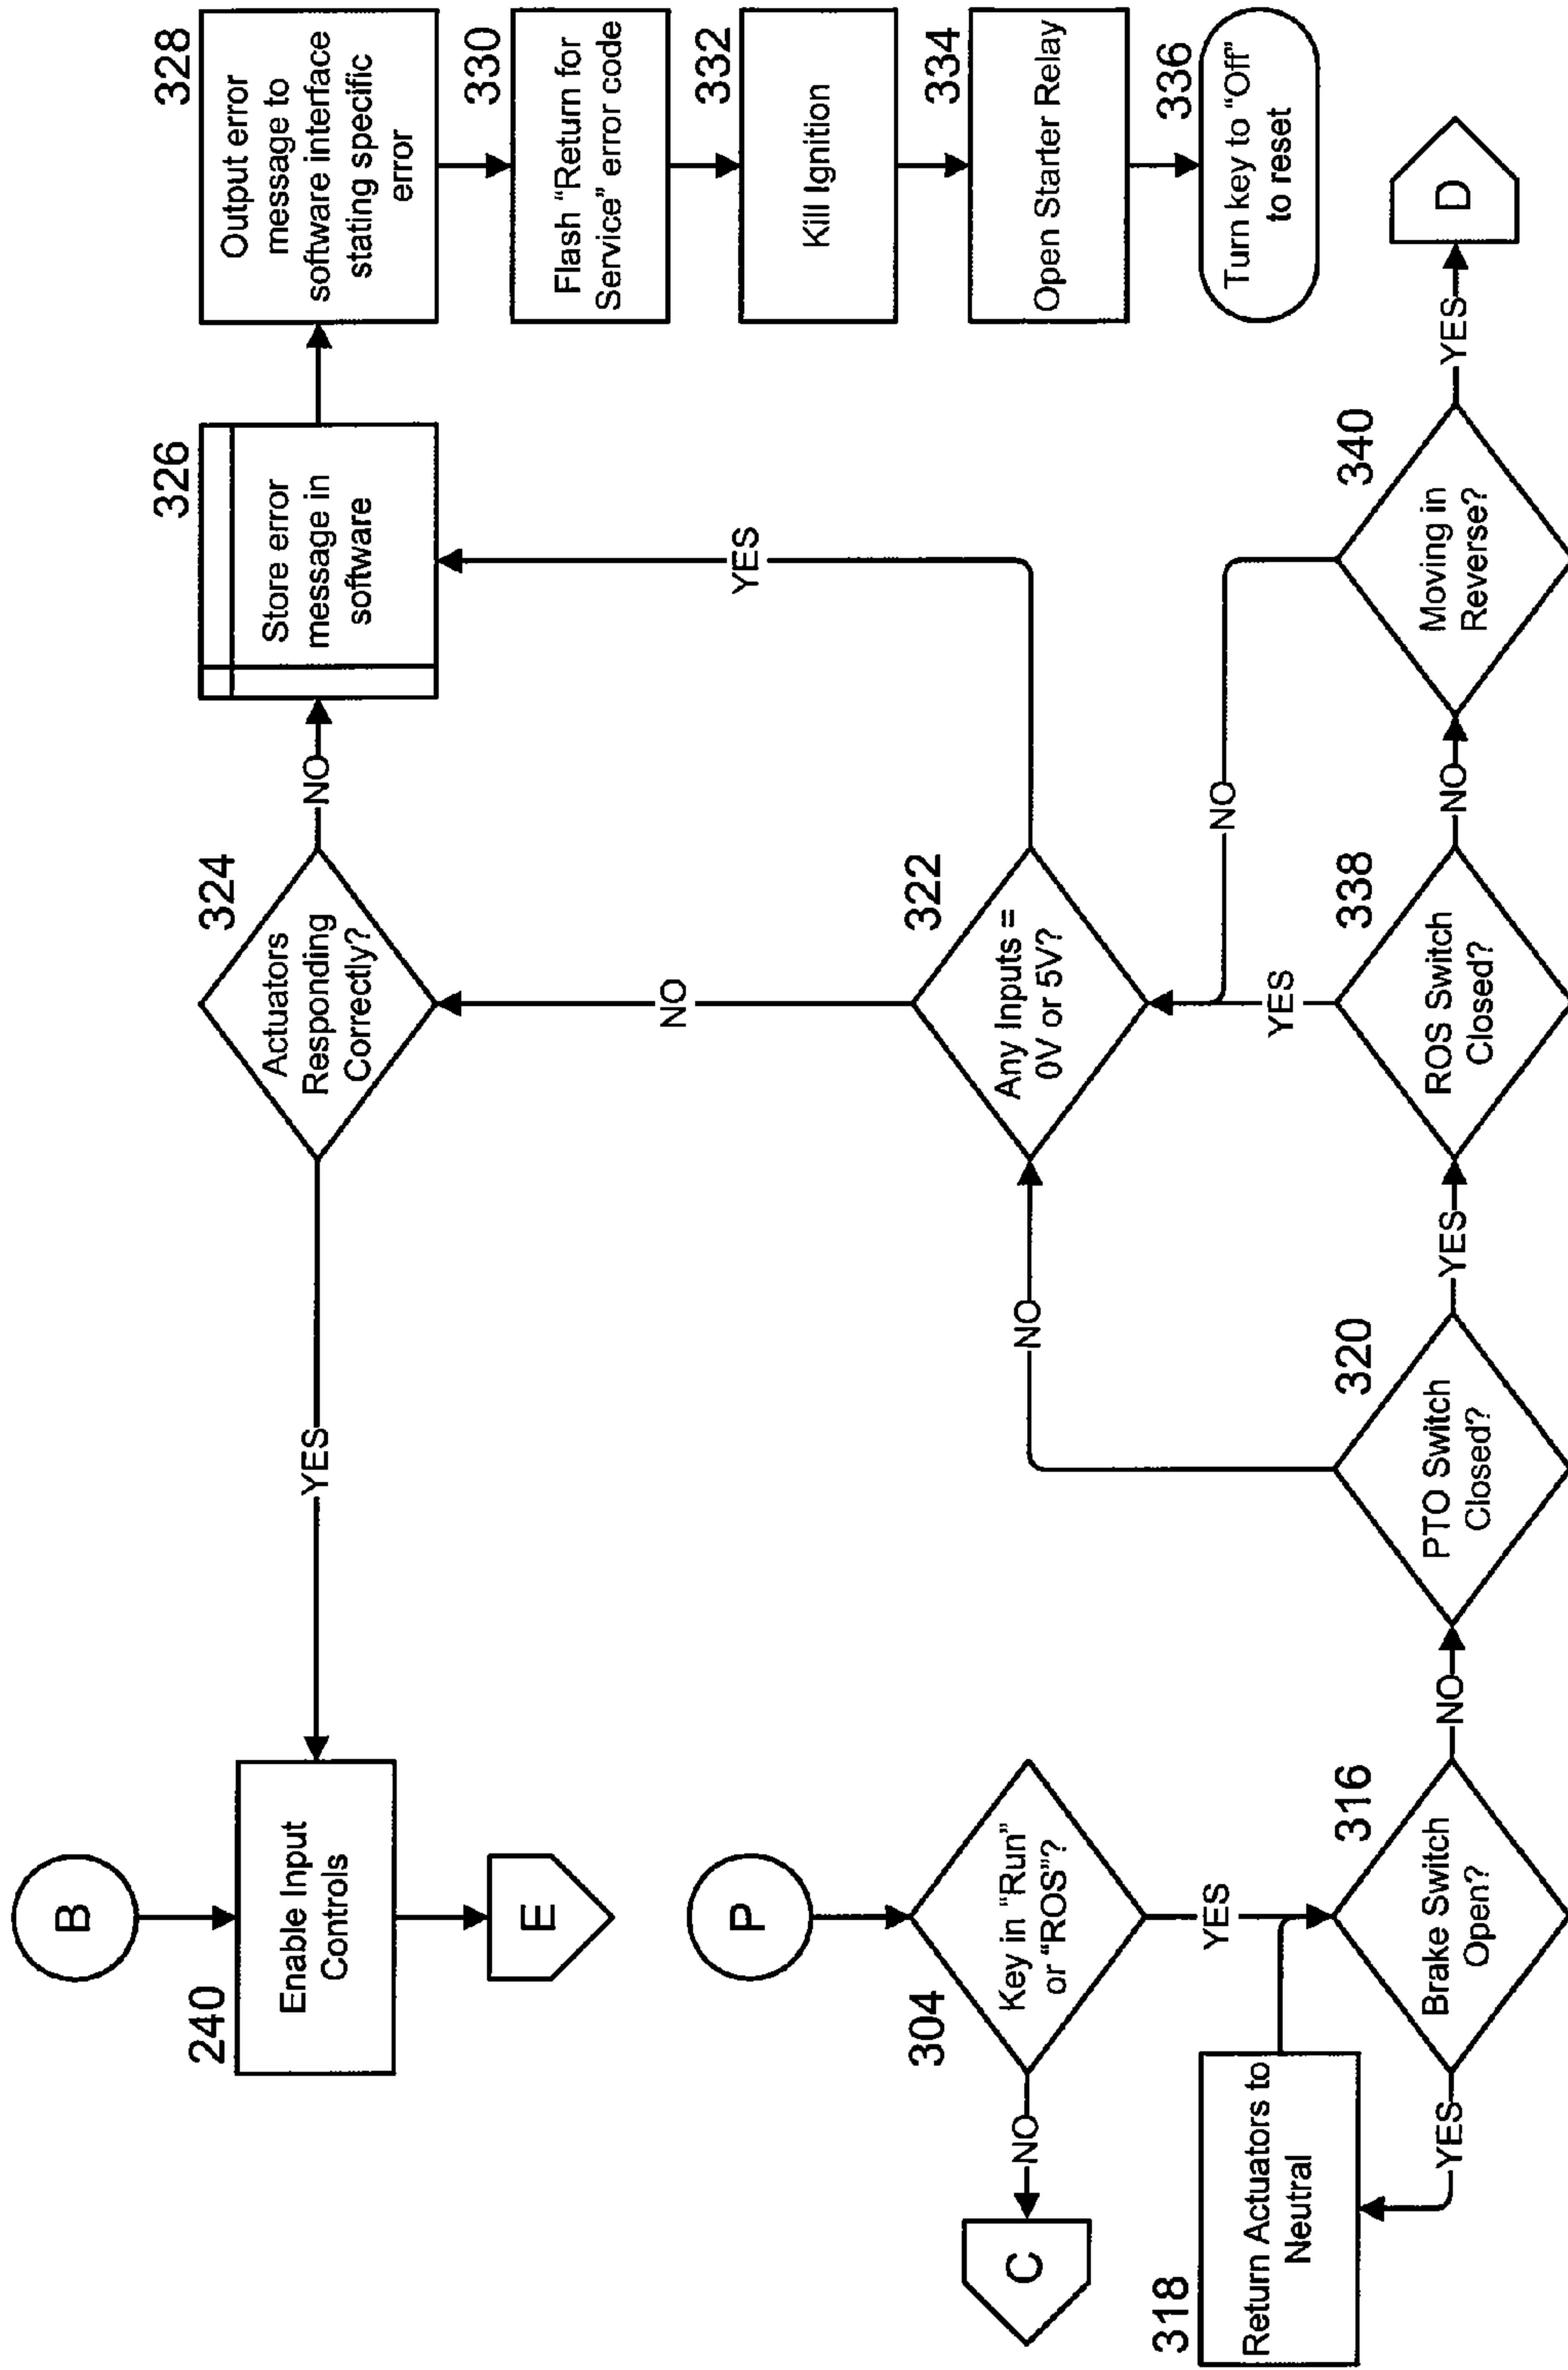 B
240
Enable Input
Controls
E
YES
324
Actuators
Responding
Correctly?
NO
326
Store error
message in
software
328
Output error
message to
software interface
stating specific
error
330
Flash “Return for
Service” error code
332
Kill Ignition
334
Open Starter Relay
336
Turn key to “Off”
to reset
P
304
Key in “Run”
or “ROS”?
NO
C
YES
318
Return Actuators to
Neutral
316
Brake Switch
Open?
YES
NO
320
PTO Switch
Closed?
NO
YES
322
Any Inputs =
0V or 5V?
NO
YES
338
ROS Switch
Closed?
YES
NO
340
Moving in
Reverse?
NO
YES
D